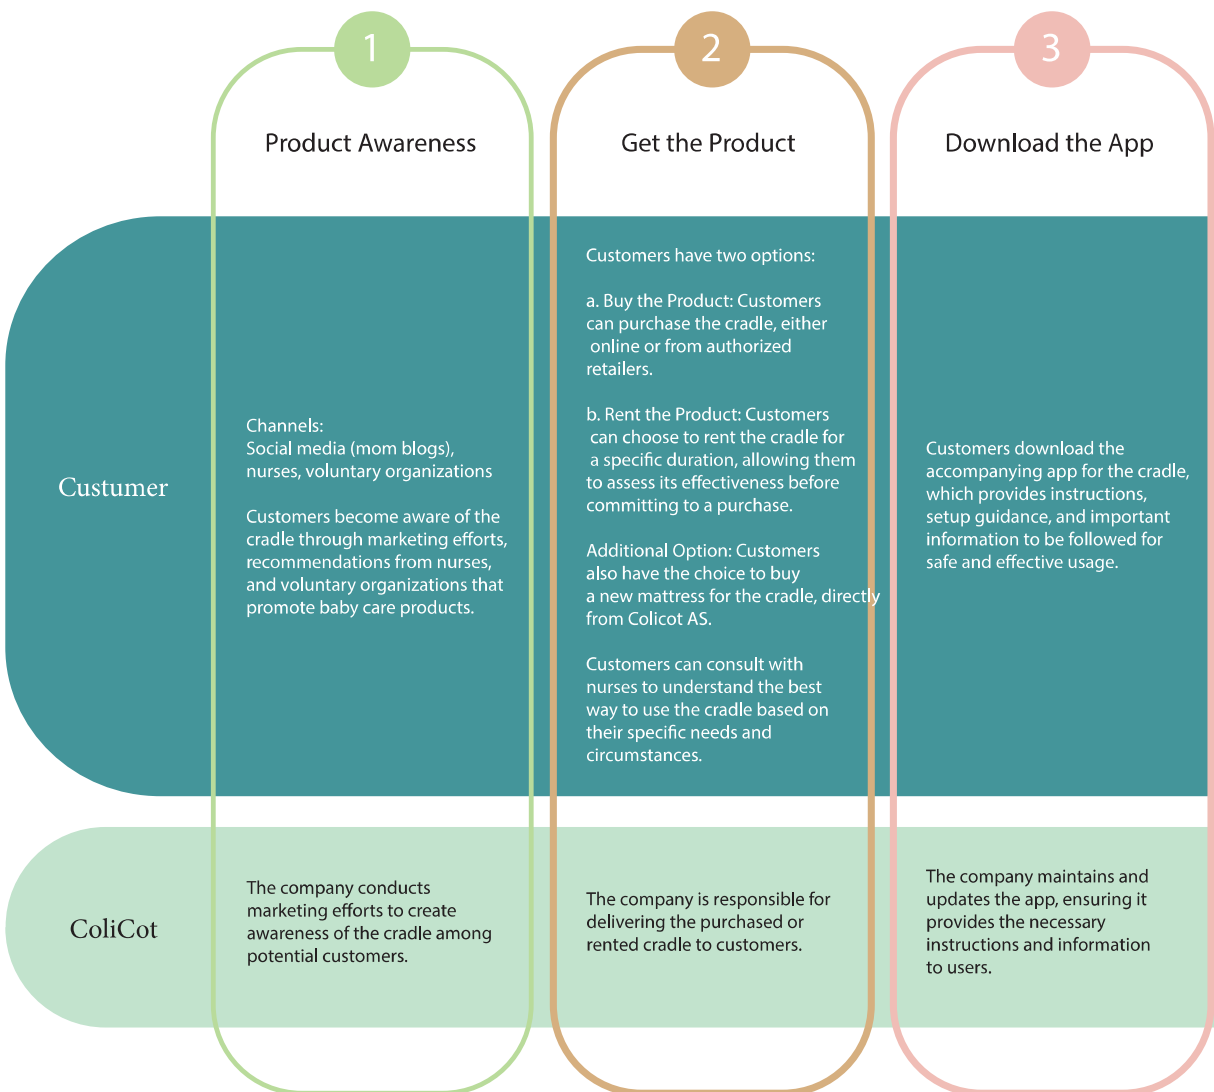 1
2
3
Product Awareness
Get the Product
Download the App
Custumer
Channels:
Social media (mom blogs),
nurses, voluntary organizations
Customers become aware of the
cradle through marketing efforts,
recommendations from nurses,
and voluntary organizations that
promote baby care products.
Customers have two options:
a. Buy the Product: Customers
can purchase the cradle, either
online or from authorized
retailers.
b. Rent the Product: Customers
can choose to rent the cradle for
a specific duration, allowing them
to assess its effectiveness before
committing to a purchase.
Additional Option: Customers
also have the choice to buy
a new mattress for the cradle, directly
from Colicot AS.
Customers can consult with
nurses to understand the best
way to use the cradle based on
their specific needs and
circumstances.
Customers download the
accompanying app for the cradle,
which provides instructions,
setup guidance, and important
information to be followed for
safe and effective usage.
ColiCot
The company conducts
marketing efforts to create
awareness of the cradle among
potential customers.
The company is responsible for
delivering the purchased or
rented cradle to customers.
The company maintains and
updates the app, ensuring it
provides the necessary
instructions and information
to users.